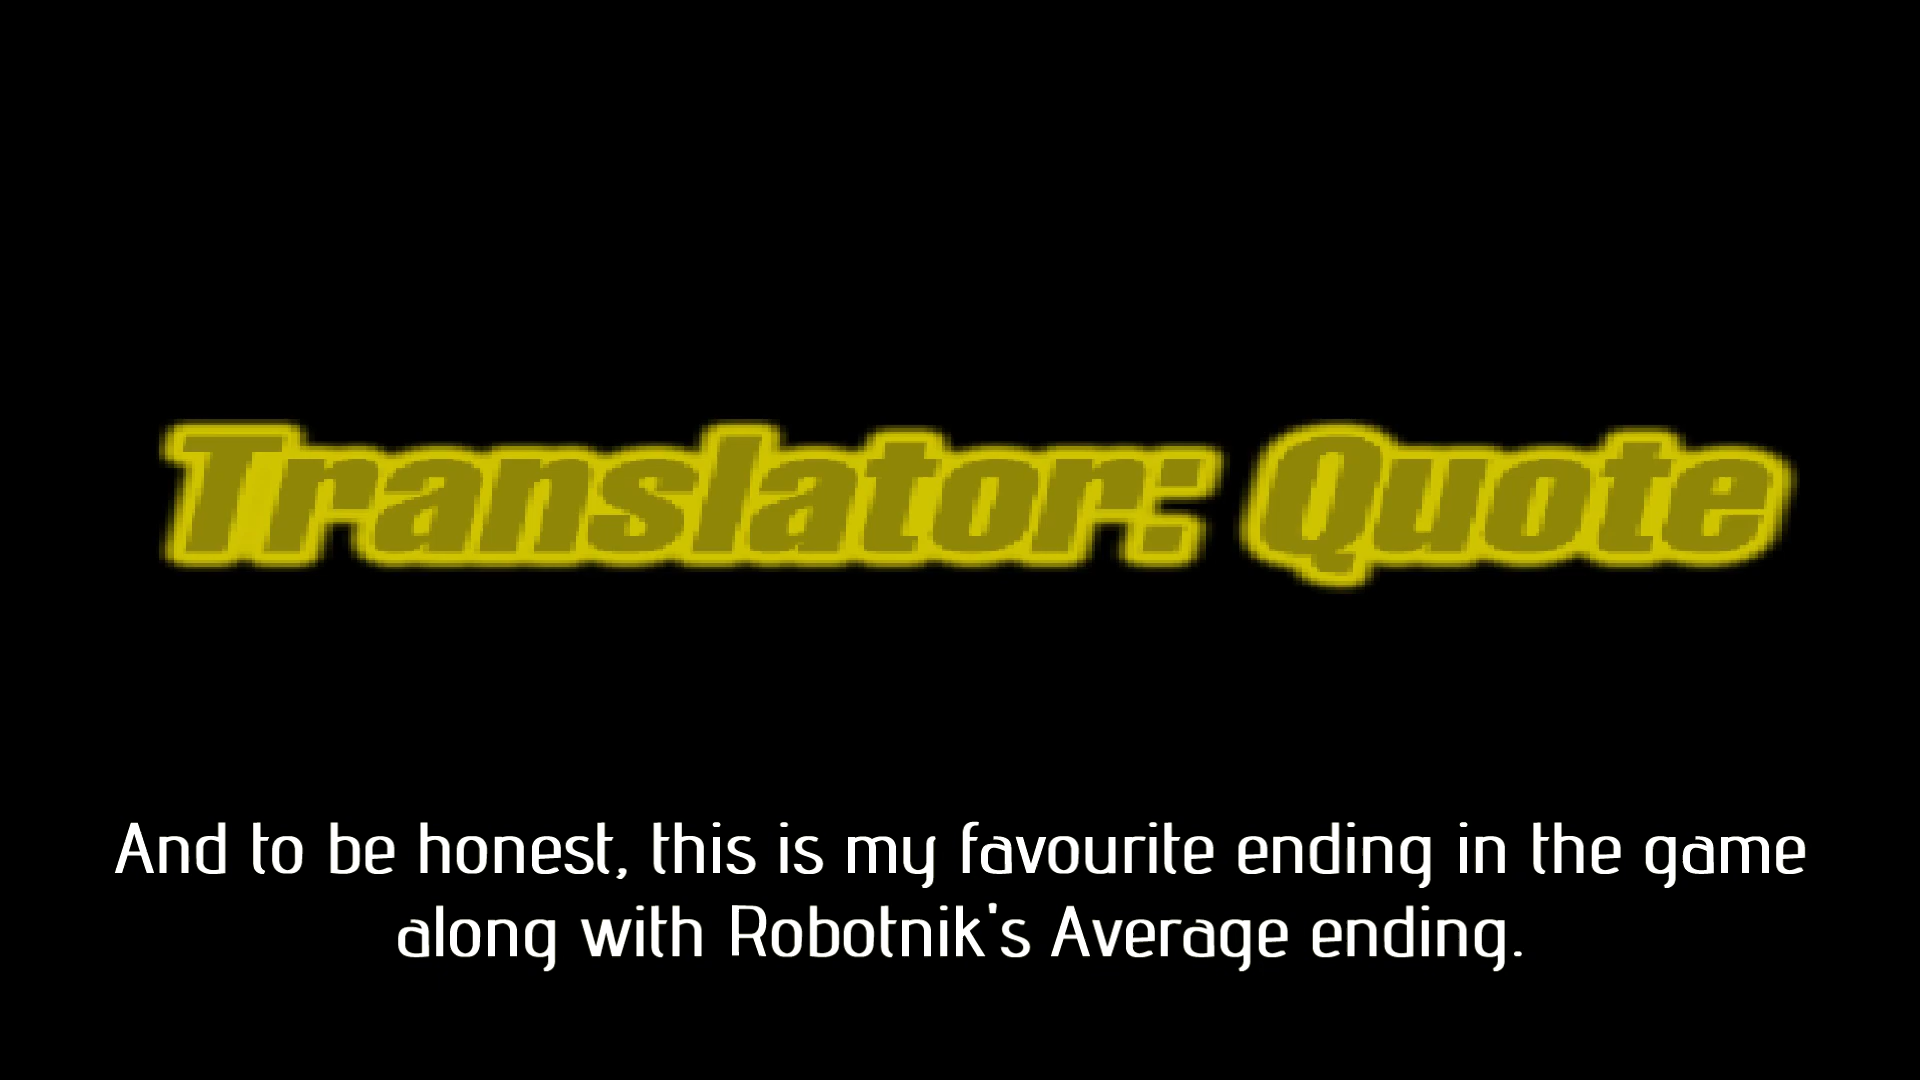 Translator: Quote
And to be honest, this is my favourite ending in the game
along with Robotnik's Average ending.